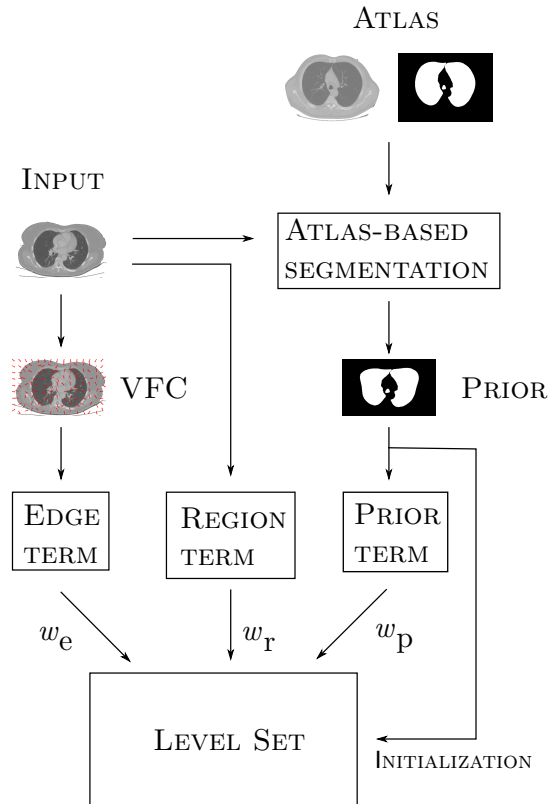 ATLAS
INPUT
ATLAS-BASED
SEGMENTATION
VFC
PRIOR
EDGE
TERM
REGION
TERM
PRIOR
TERM
we
wr
wp
LEVEL SET
INITIALIZATION